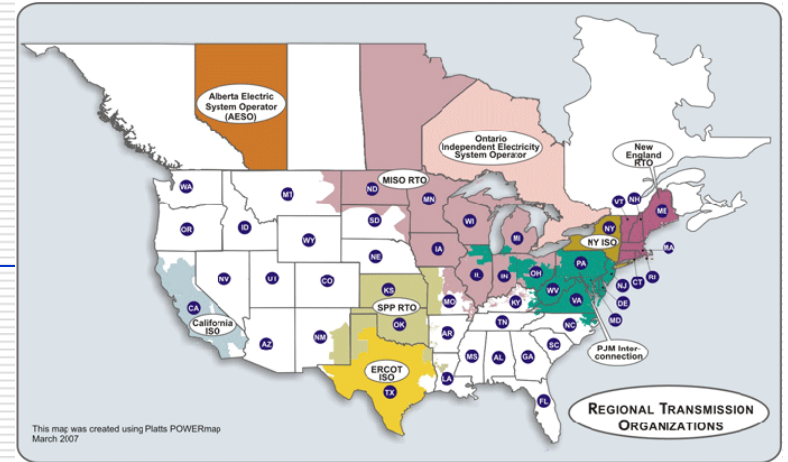 Alberta Electric
System Operator
(AESO)
Ontario
Independent Electricity
System Operator
New
England
RTO
MISO RTO
WA
MT
ND
MN
VT
NH
ME
OR
ID
SD
WI
MI
NY
NY ISO
MA
WY
IA
NE
PA
RI
CT
NJ
NV
UT
CO
IL
IN
OH
WV
VA
DE
MD
CA
California
ISO
KS
MO
KY
SPP RTO
AZ
NM
OK
AR
TN
NC
PJM Inter-
connection
SC
MS
AL
GA
ERCOT
ISO
TX
LA
FL
REGIONAL TRANSMISSION
ORGANIZATIONS
This map was created using Platts POWERmap
March 2007